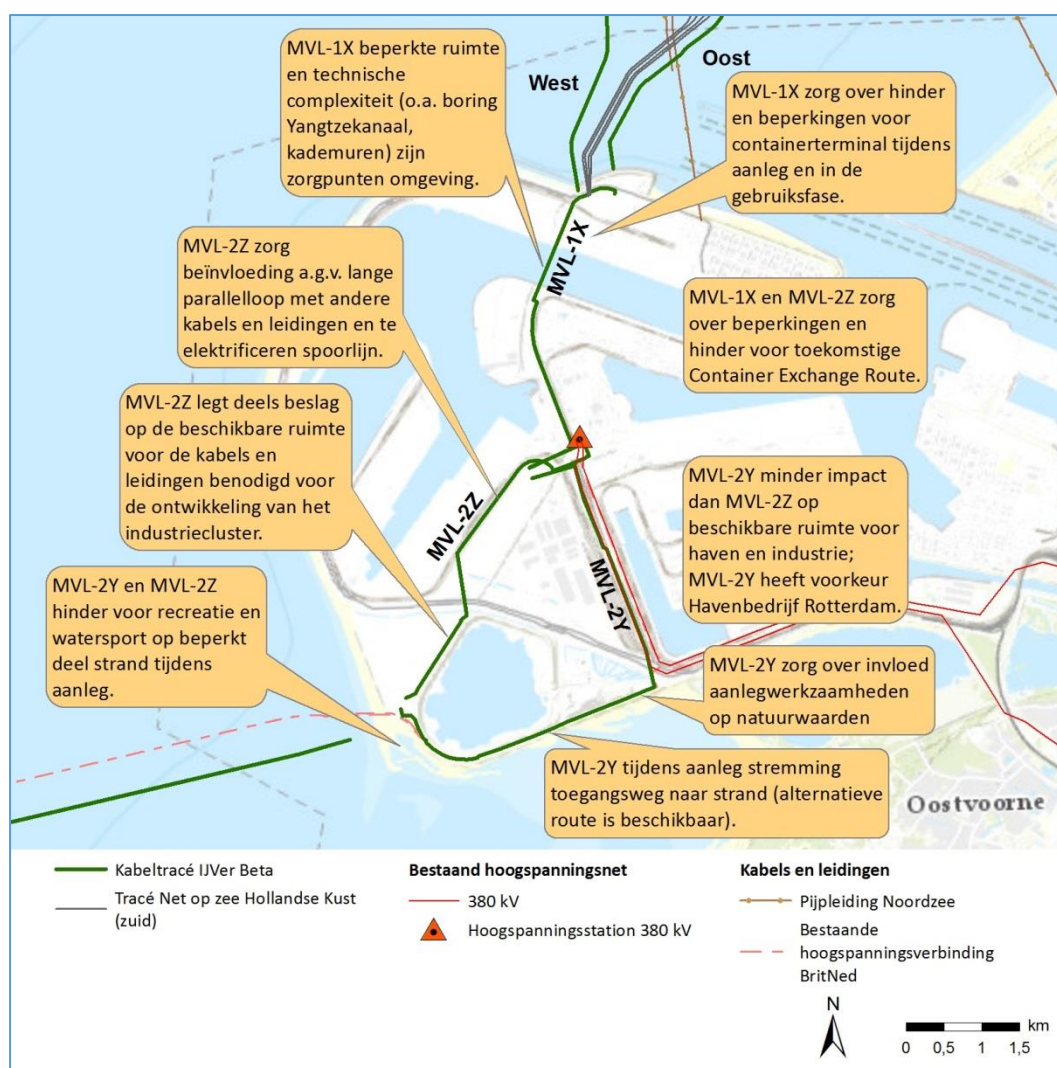 MVL-1X beperkte ruimte
en technische
complexiteit (o.a. boring
Yangtzekanaal,
kademuren) zijn
zorgpunten omgeving.
West
Oost
MVL-1X zorg over hinder
en beperkingen voor
containerterminal tijdens
aanleg en in de
gebruiksfase.
MVL-1X
MVL-2Z zorg
beïnvloeding a.g.v. lange
parallelloop met andere
kabels en leidingen en te
elektrificeren spoorlijn.
MVL-1X en MVL-2Z zorg
over beperkingen en
hinder voor toekomstige
Container Exchange Route.
MVL-2Z legt deels beslag
op de beschikbare ruimte
voor de kabels en
leidingen benodigd voor
de ontwikkeling van het
industriecluster.
MVL-2Z
MVL-2Y minder impact
dan MVL-2Z op
beschikbare ruimte voor
haven en industrie;
MVL-2Y heeft voorkeur
Havenbedrijf Rotterdam.
MVL-2Y
MVL-2Y en MVL-2Z
hinder voor recreatie en
watersport op beperkt
deel strand tijdens
aanleg.
MVL-2Y zorg over invloed
aanlegwerkzaamheden
op natuurwaarden
MVL-2Y tijdens aanleg stremming
toegangsweg naar strand (alternatieve
route is beschikbaar).
Oostvoorne
Kabeltracé IJVer Beta
Tracé Net op zee Hollandse Kust
(zuid)
Bestaand hoogspanningsnet
380 kV
Hoogspanningsstation 380 kV
Kabels en leidingen
Pijpleiding Noordzee
Bestaande
hoogspanningsverbinding
BritNed
N
km
0 0,5 1 1,5